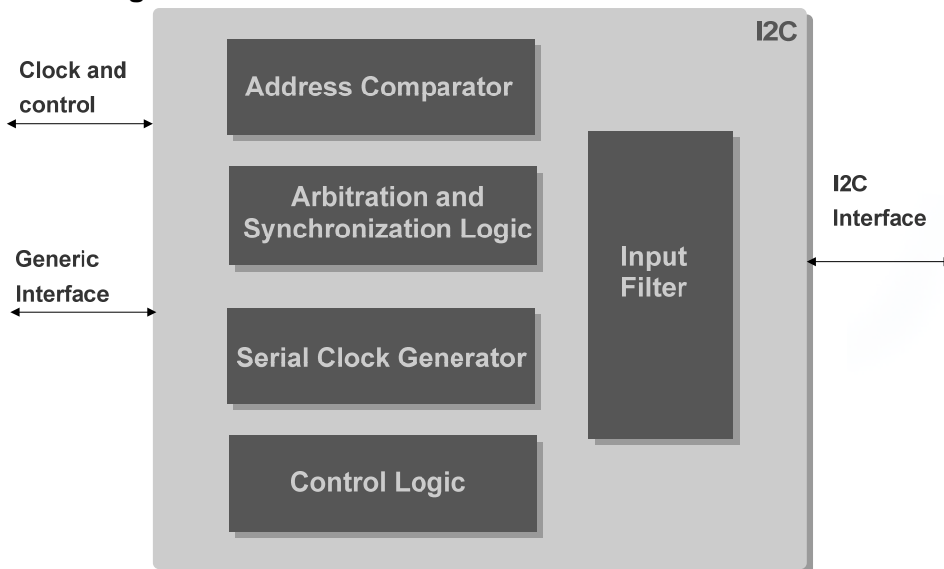 I2C
Clock and
control
Address Comparator
Arbitration and
Synchronization Logic
I2C
Interface
Generic
Interface
Input
Filter
Serial Clock Generator
Control Logic